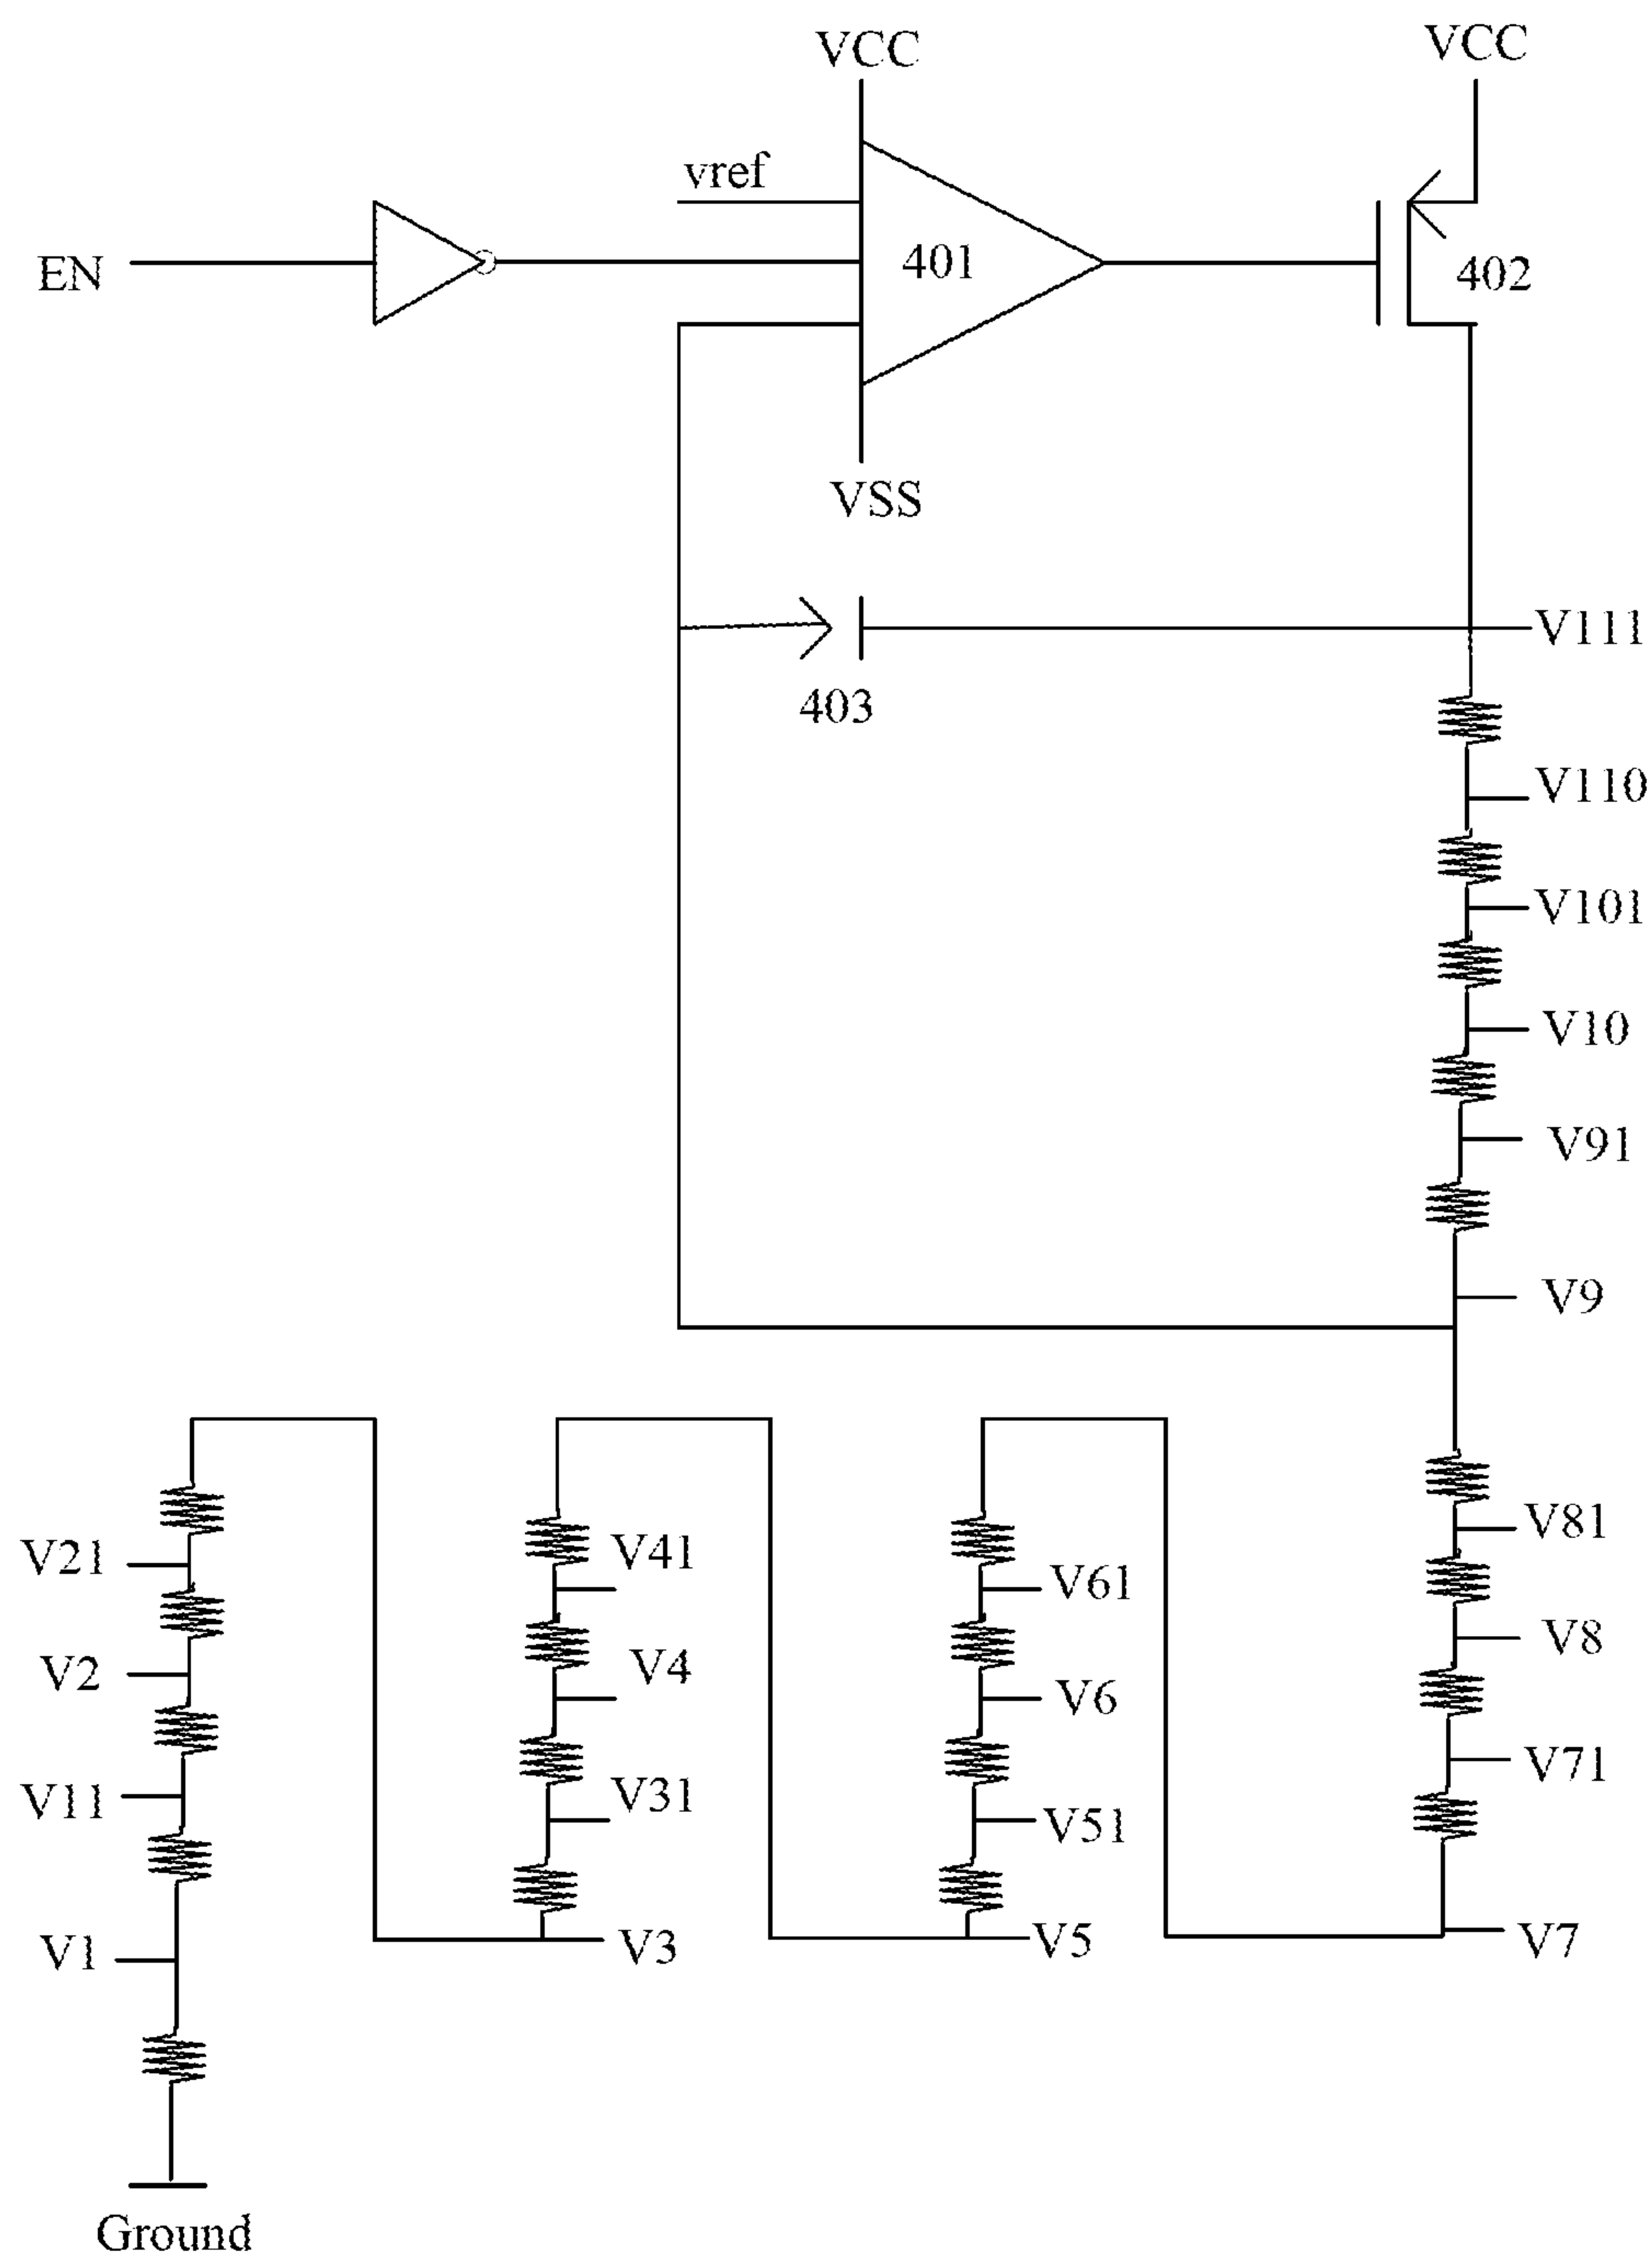 VCC
VCC
vref
EN
401
402
VSS
V111
403
V110
V101
V10
V91
V9
V21
V41
V61
V81
V2
V4
V6
V8
V11
V31
V51
V71
V1
V3
V5
V7
Ground